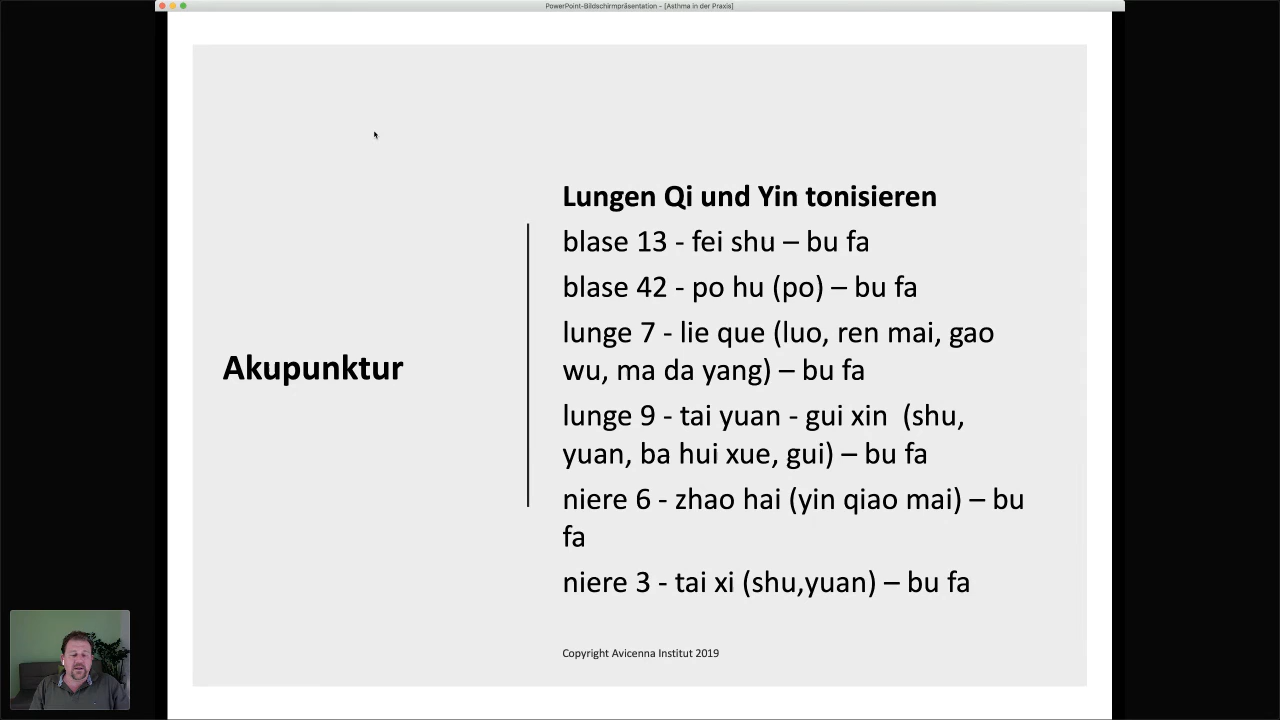 PowerPoint-Bildschirmpräsentation - [Asthma in der Praxis]
Akupunktur
Lungen Qi und Yin tonisieren
blase 13 - fei shu – bu fa
blase 42 - po hu (po) – bu fa
lunge 7 - lie que (luo, ren mai, gao
wu, ma da yang) – bu fa
lunge 9 - tai yuan - gui xin  (shu,
yuan, ba hui xue, gui) – bu fa
niere 6 - zhao hai (yin qiao mai) – bu
fa
niere 3 - tai xi (shu,yuan) – bu fa
Copyright Avicenna Institut 2019